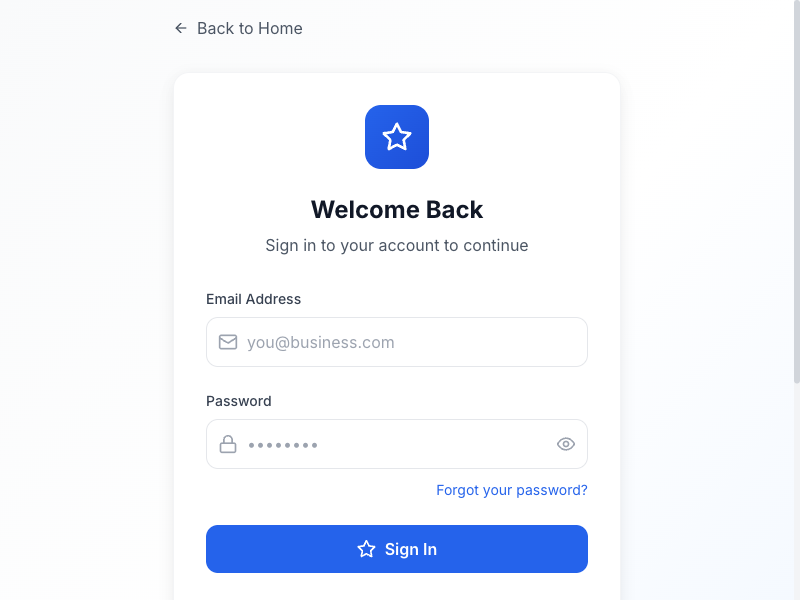 Back to Home
Welcome Back
Sign in to your account to continue
Email Address
you@business.com
Password
••••••••
Forgot your password?
Sign In